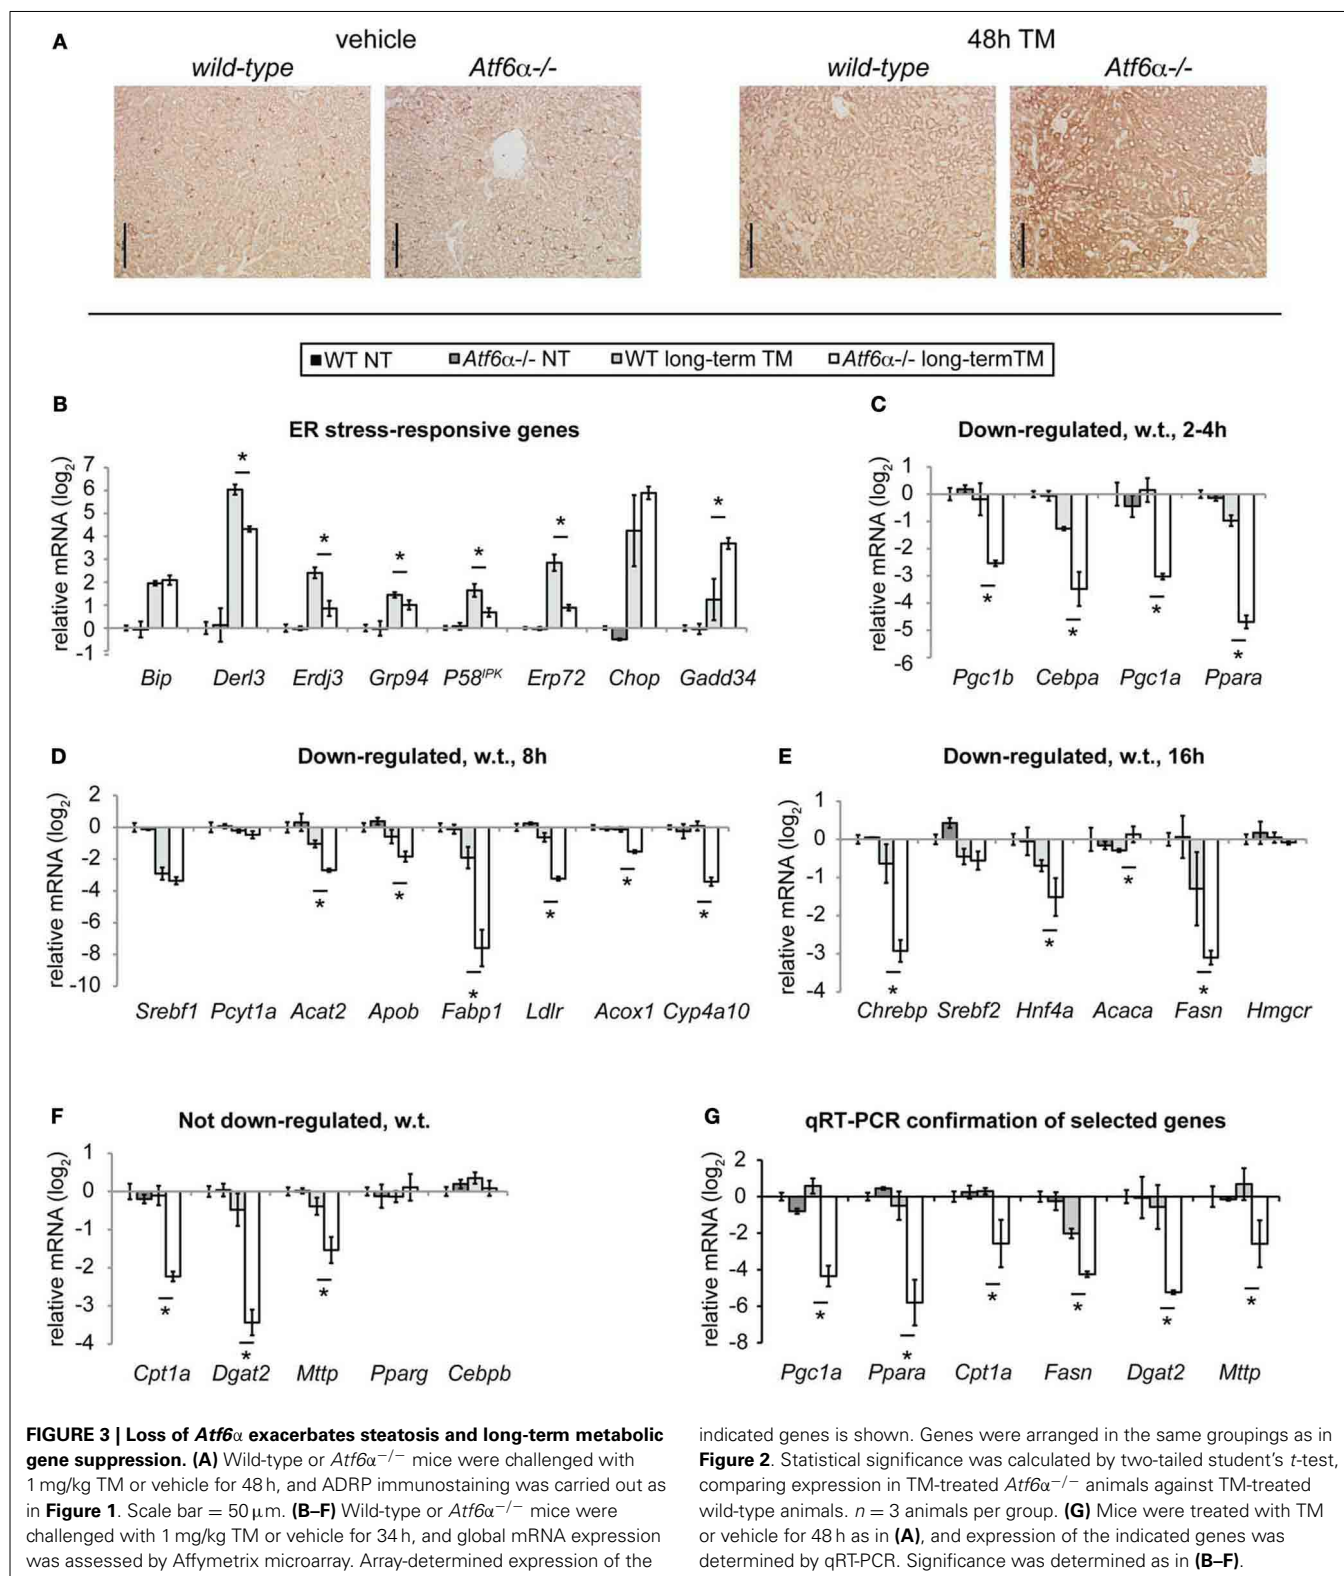 A
vehicle
48h TM
wild-type
Atf6α-/-
wild-type
Atf6α-/-
WT NT
Atf6α-/- NT
WT long-term TM
Atf6α-/- long-termTM
B
ER stress-responsive genes
relative mRNA (log2)
7
6
5
4
3
2
1
0
-1
*
*
*
*
*
*
Bip
Derl3
Erdj3
Grp94
P58IPK
Erp72
Chop
Gadd34
C
Down-regulated, w.t., 2-4h
relative mRNA (log2)
1
0
-1
-2
-3
-4
-5
-6
*
*
*
*
Pgc1b
Cebpa
Pgc1a
Ppara
D
Down-regulated, w.t., 8h
relative mRNA (log2)
2
0
-2
-4
-6
-8
-10
*
*
*
*
*
*
Srebf1
Pcyt1a
Acat2
Apob
Fabp1
Ldlr
Acox1
Cyp4a10
E
Down-regulated, w.t., 16h
relative mRNA (log2)
1
0
-1
-2
-3
-4
*
*
*
*
Chrebp
Srebf2
Hnf4a
Acaca
Fasn
Hmgcr
F
Not down-regulated, w.t.
relative mRNA (log2)
1
0
-1
-2
-3
-4
*
*
*
Cpt1a
Dgat2
Mttp
Pparg
Cebpb
G
qRT-PCR confirmation of selected genes
relative mRNA (log2)
2
0
-2
-4
-6
-8
*
*
*
*
*
*
Pgc1a
Ppara
Cpt1a
Fasn
Dgat2
Mttp
FIGURE 3 | Loss of Atf6α exacerbates steatosis and long-term metabolic
gene suppression. (A) Wild-type or Atf6α−/− mice were challenged with
1 mg/kg TM or vehicle for 48 h, and ADRP immunostaining was carried out as
in Figure 1. Scale bar = 50 μm. (B–F) Wild-type or Atf6α−/− mice were
challenged with 1 mg/kg TM or vehicle for 34 h, and global mRNA expression
was assessed by Affymetrix microarray. Array-determined expression of the
indicated genes is shown. Genes were arranged in the same groupings as in
Figure 2. Statistical significance was calculated by two-tailed student's t-test,
comparing expression in TM-treated Atf6α−/− animals against TM-treated
wild-type animals. n = 3 animals per group. (G) Mice were treated with TM
or vehicle for 48 h as in (A), and expression of the indicated genes was
determined by qRT-PCR. Significance was determined as in (B–F).